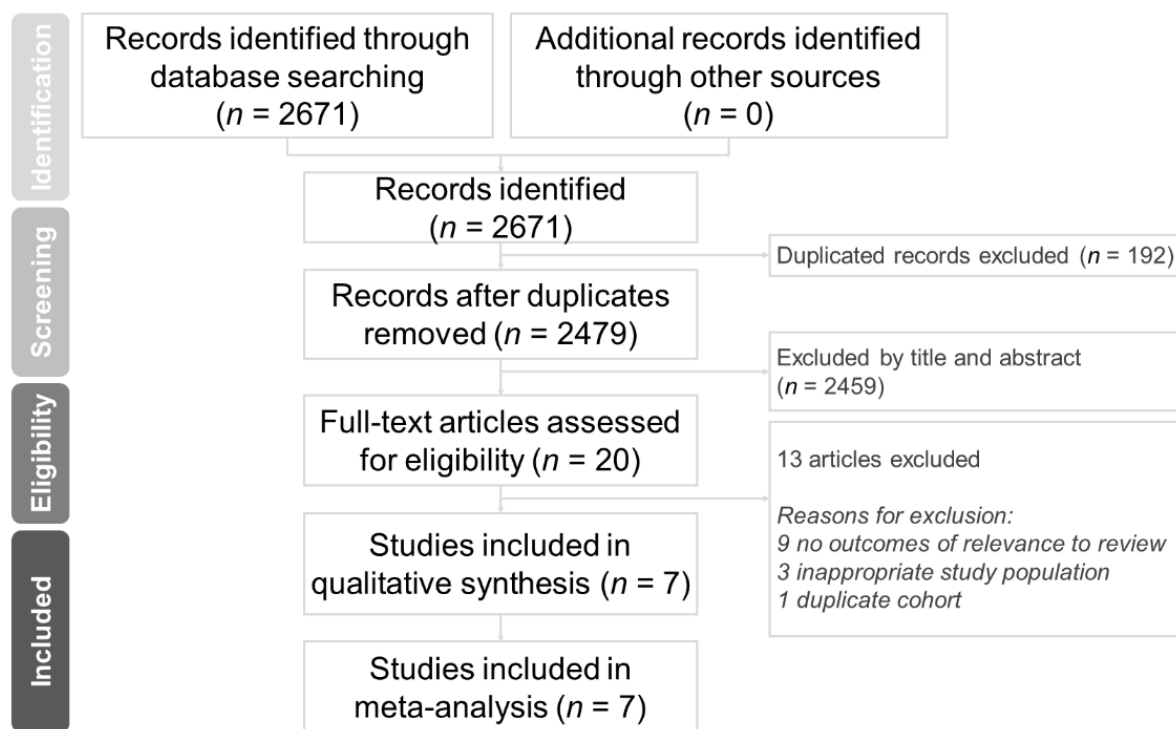 Identification
Records identified through
database searching
(n = 2671)
Additional records identified
through other sources
(n = 0)
Records identified
(n = 2671)
Screening
Duplicated records excluded (n = 192)
Records after duplicates
removed (n = 2479)
Excluded by title and abstract
(n = 2459)
Eligibility
Full-text articles assessed
for eligibility (n = 20)
13 articles excluded
Reasons for exclusion:
9 no outcomes of relevance to review
3 inappropriate study population
1 duplicate cohort
Included
Studies included in
qualitative synthesis (n = 7)
Studies included in
meta-analysis (n = 7)